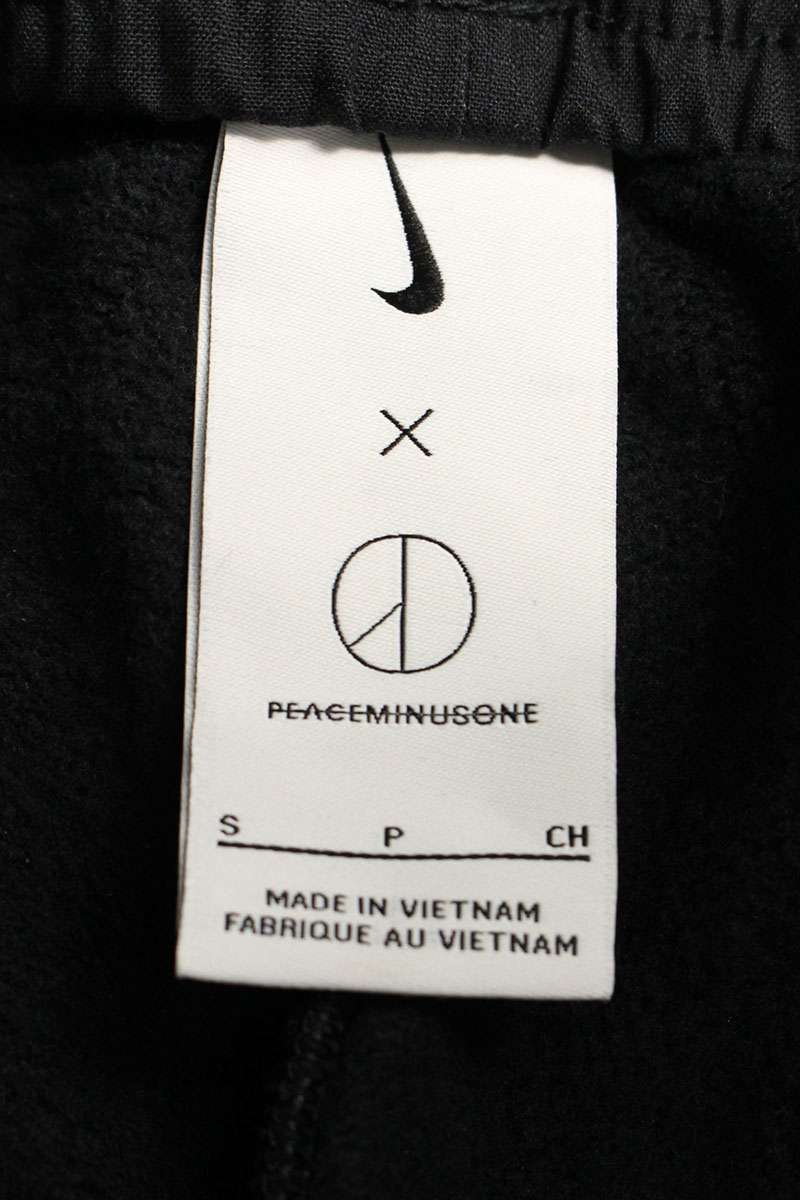 ×
PEACEMINUSONE
S P CH
MADE IN VIETNAM
FABRIQUE AU VIETNAM